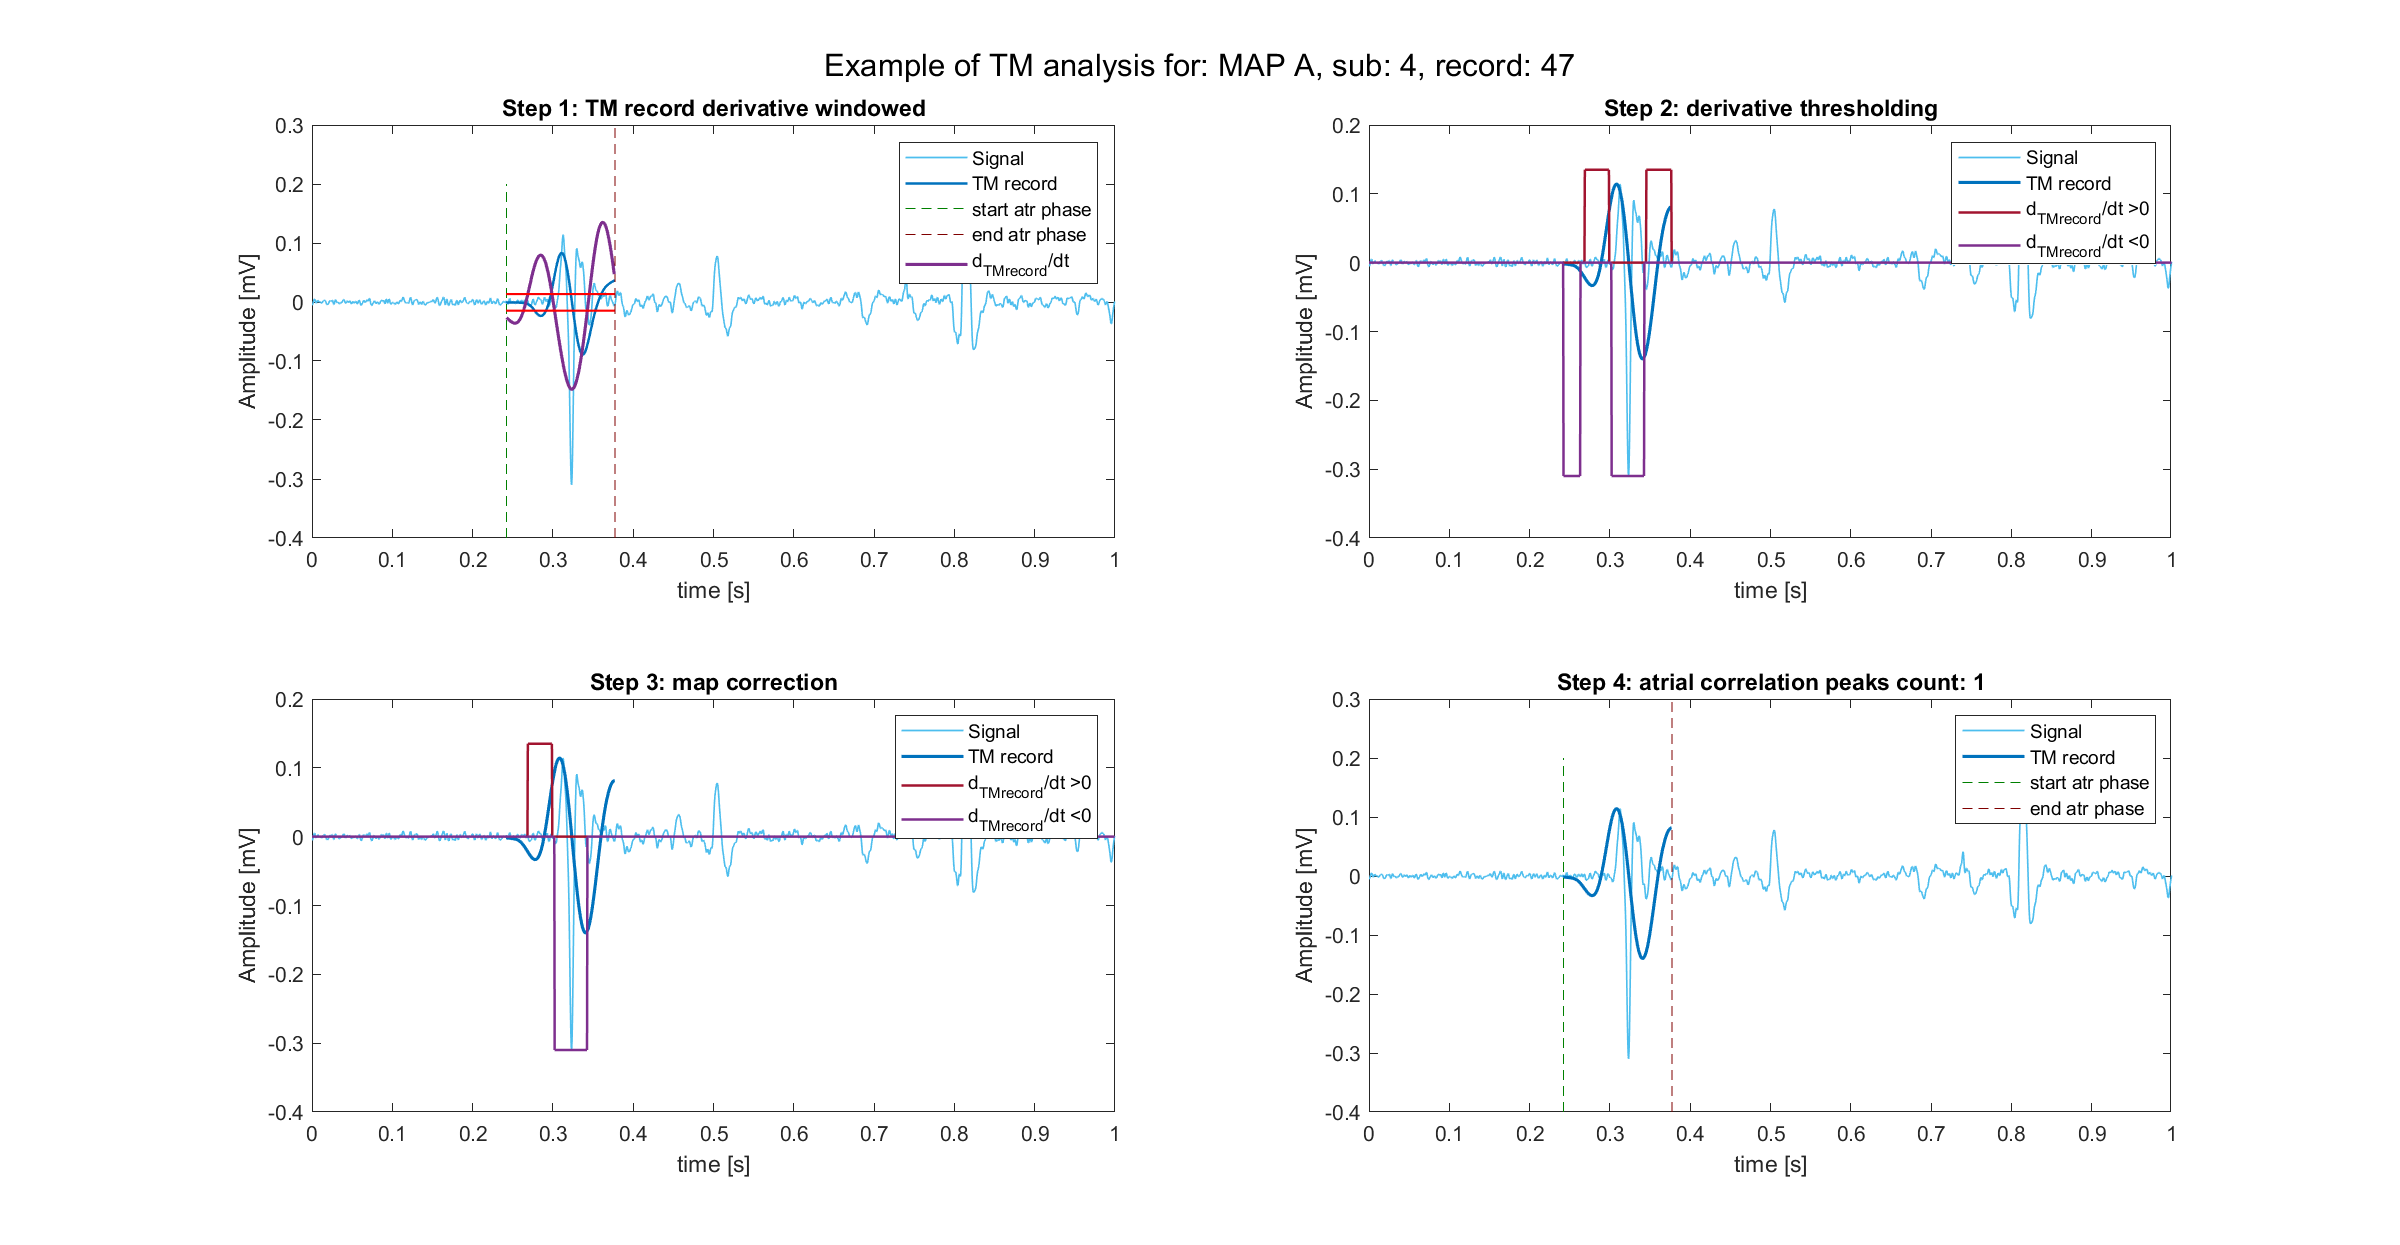 Example of TM analysis for: MAP A, sub: 4, record: 47
Step 1: TM record derivative windowed
0.3
0.2
0.1
0
-0.1
-0.2
-0.3
-0.4
Amplitude [mV]
Signal
TM record
start atr phase
end atr phase
dTMrecord/dt
0 0.1 0.2 0.3 0.4 0.5 0.6 0.7 0.8 0.9 1
time [s]
Step 2: derivative thresholding
0.2
0.1
0
-0.1
-0.2
-0.3
-0.4
Amplitude [mV]
Signal
TM record
dTMrecord/dt >0
dTMrecord/dt <0
0 0.1 0.2 0.3 0.4 0.5 0.6 0.7 0.8 0.9 1
time [s]
Step 3: map correction
0.2
0.1
0
-0.1
-0.2
-0.3
-0.4
Amplitude [mV]
Signal
TM record
dTMrecord/dt >0
dTMrecord/dt <0
0 0.1 0.2 0.3 0.4 0.5 0.6 0.7 0.8 0.9 1
time [s]
Step 4: atrial correlation peaks count: 1
0.3
0.2
0.1
0
-0.1
-0.2
-0.3
-0.4
Amplitude [mV]
Signal
TM record
start atr phase
end atr phase
0 0.1 0.2 0.3 0.4 0.5 0.6 0.7 0.8 0.9 1
time [s]